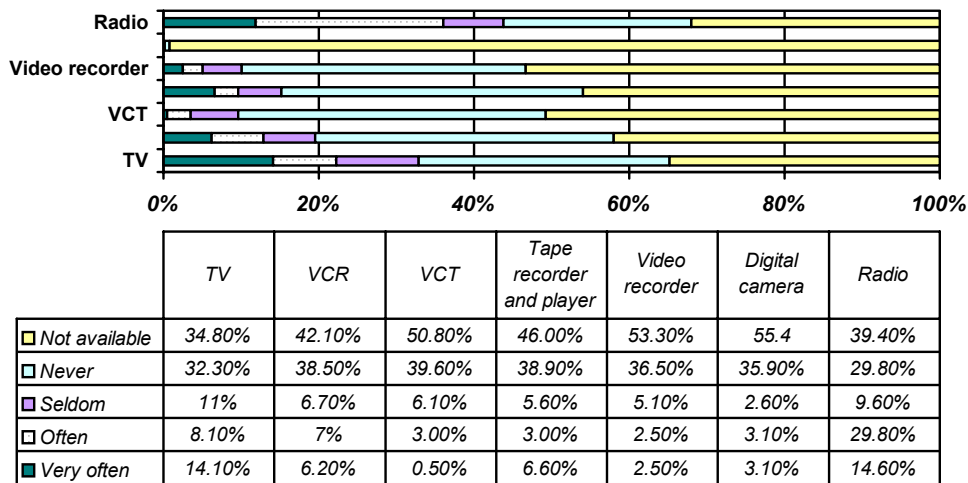 Radio
Video recorder
VCT
TV
0% 20% 40% 60% 80% 100%
TV VCR VCT Tape recorder and player Video recorder Digital camera Radio
Not available 34.80% 42.10% 50.80% 46.00% 53.30% 55.4 39.40%
Never 32.30% 38.50% 39.60% 38.90% 36.50% 35.90% 29.80%
Seldom 11% 6.70% 6.10% 5.60% 5.10% 2.60% 9.60%
Often 8.10% 7% 3.00% 3.00% 2.50% 3.10% 29.80%
Very often 14.10% 6.20% 0.50% 6.60% 2.50% 3.10% 14.60%